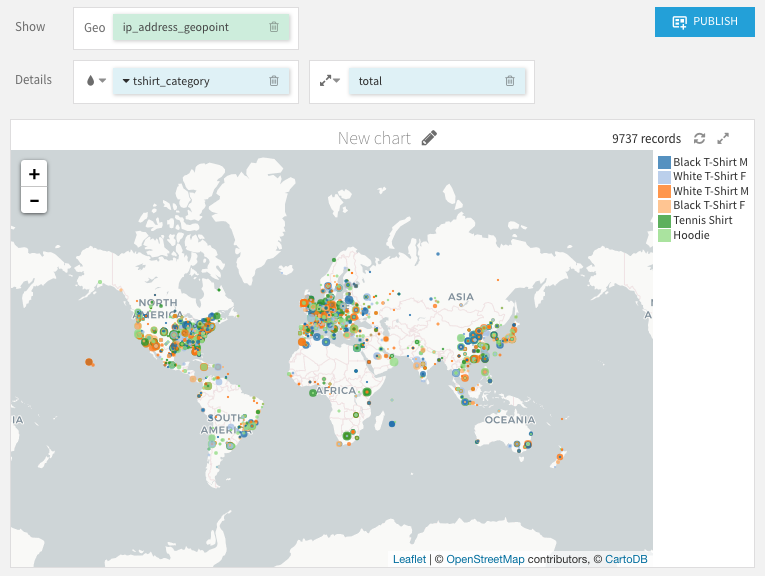 Show
Geo
ip_address_geopoint
PUBLISH
Details
tshirt_category
total
New chart
9737 records
+
−
Black T-Shirt M
White T-Shirt F
White T-Shirt M
Black T-Shirt F
Tennis Shirt
Hoodie
NORTH
AMERICA
ASIA
N
A
AFRICA
SOUTH
AMERICA
IA
OCEANIA
Leaflet | © OpenStreetMap contributors, © CartoDB